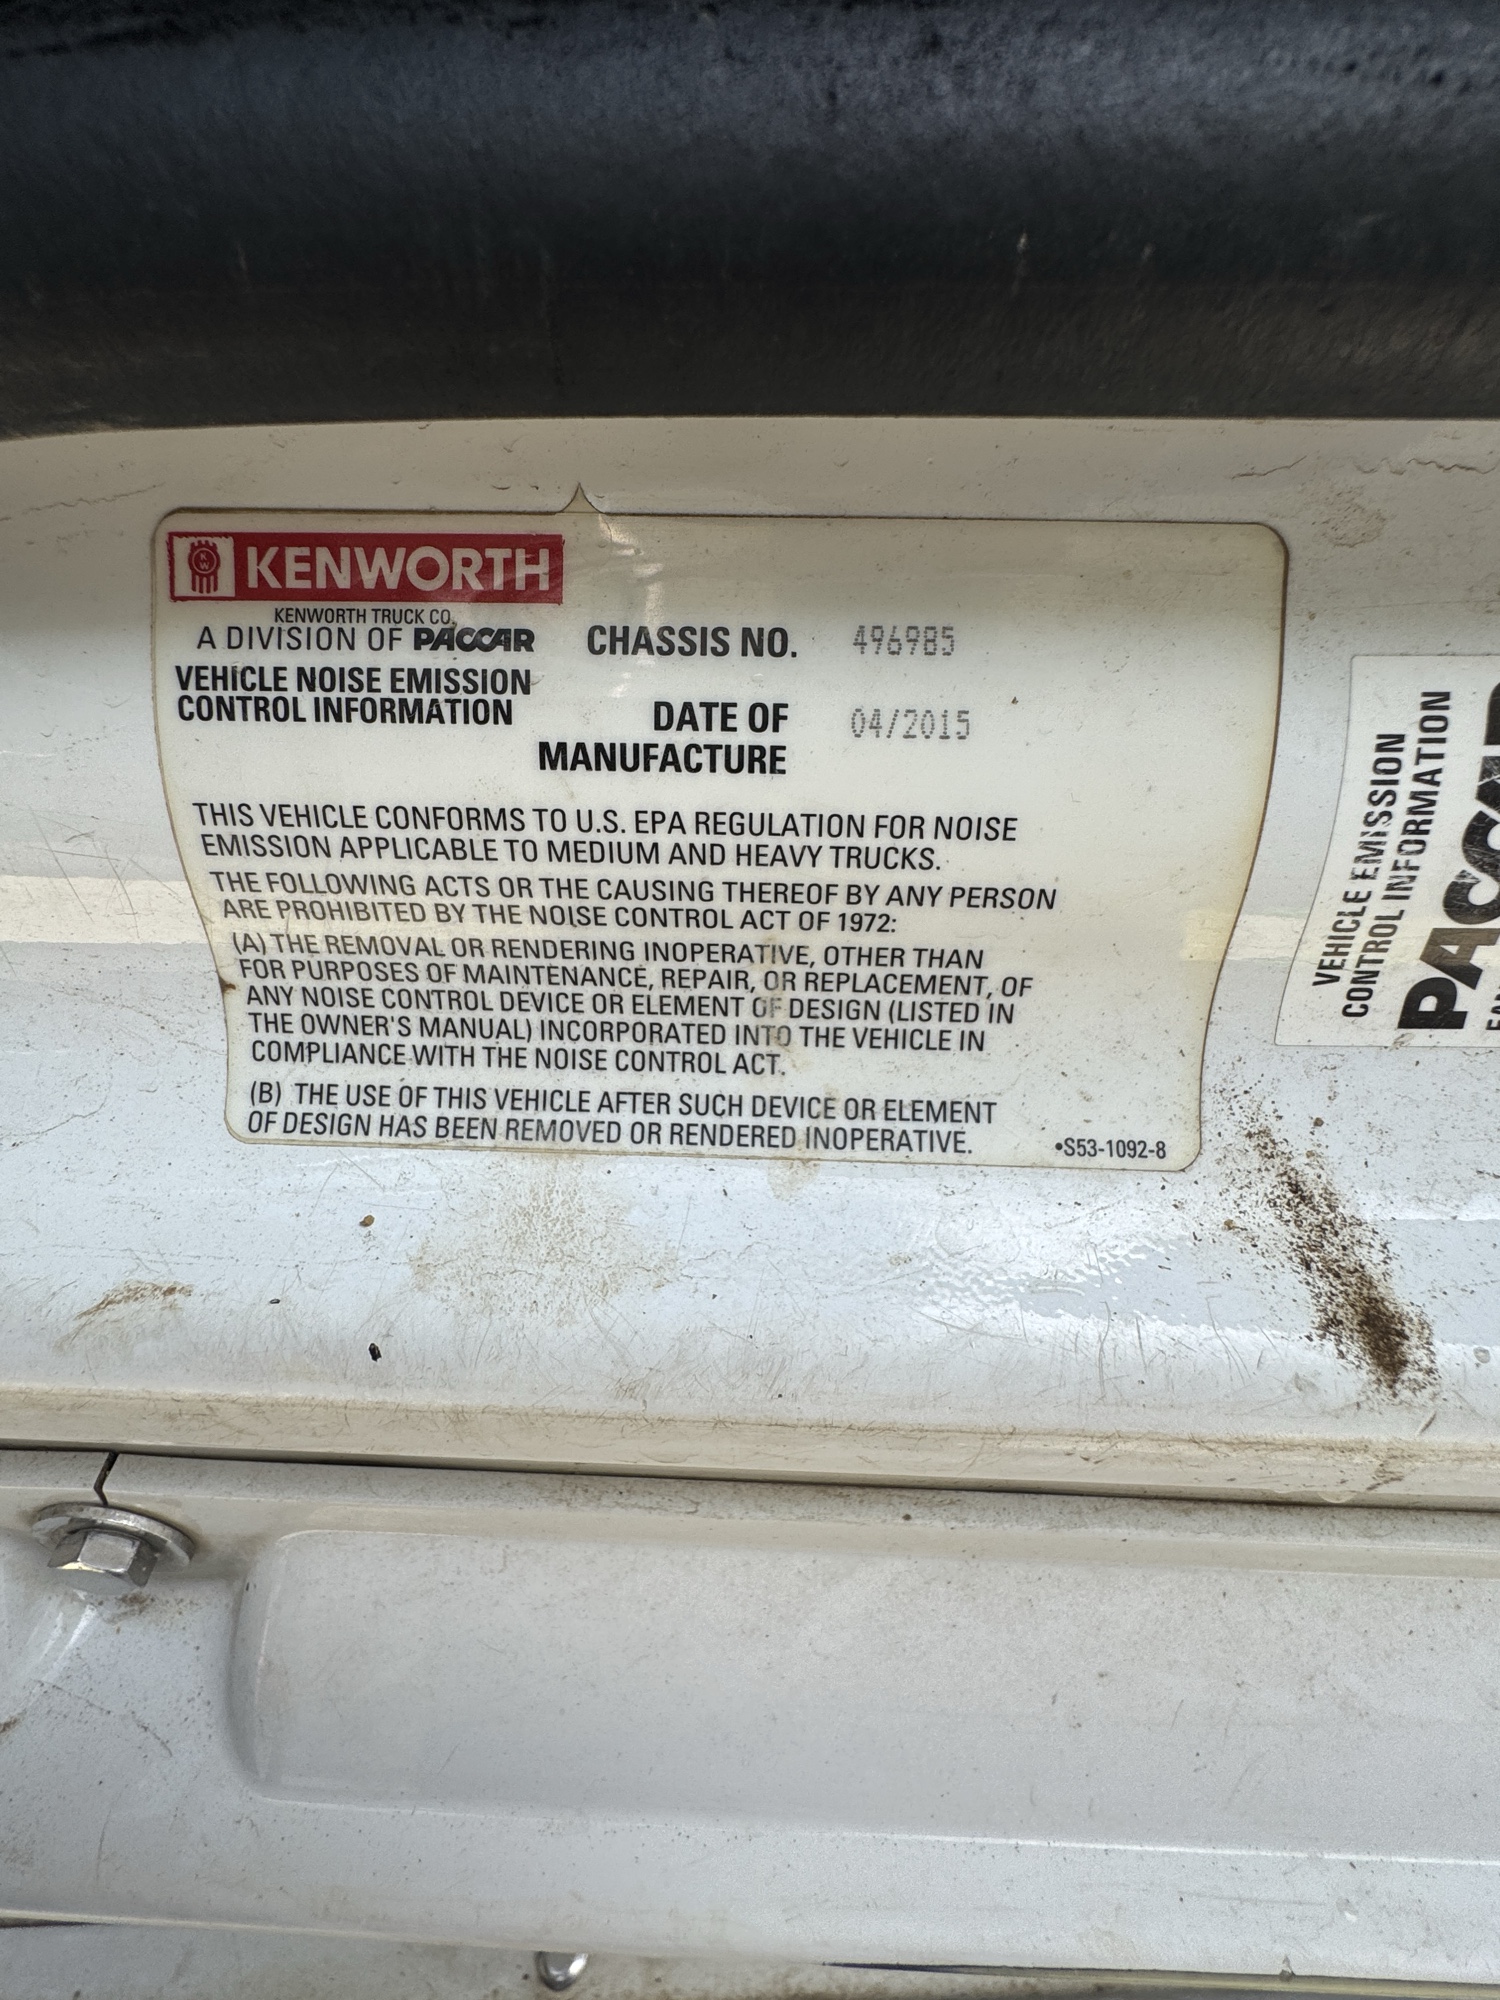 KW
KENWORTH
KENWORTH TRUCK CO.
A DIVISION OF PACCAR
VEHICLE NOISE EMISSION
CONTROL INFORMATION
CHASSIS NO. 496985
DATE OF MANUFACTURE 04/2015
THIS VEHICLE CONFORMS TO U.S. EPA REGULATION FOR NOISE
EMISSION APPLICABLE TO MEDIUM AND HEAVY TRUCKS.
THE FOLLOWING ACTS OR THE CAUSING THEREOF BY ANY PERSON
ARE PROHIBITED BY THE NOISE CONTROL ACT OF 1972:
(A) THE REMOVAL OR RENDERING INOPERATIVE, OTHER THAN
FOR PURPOSES OF MAINTENANCE, REPAIR, OR REPLACEMENT, OF
ANY NOISE CONTROL DEVICE OR ELEMENT OF DESIGN (LISTED IN
THE OWNER'S MANUAL) INCORPORATED INTO THE VEHICLE IN
COMPLIANCE WITH THE NOISE CONTROL ACT.
(B) THE USE OF THIS VEHICLE AFTER SUCH DEVICE OR ELEMENT
OF DESIGN HAS BEEN REMOVED OR RENDERED INOPERATIVE.
•S53-1092-8
VEHICLE EMISSION
CONTROL INFORMATION
PACCAR